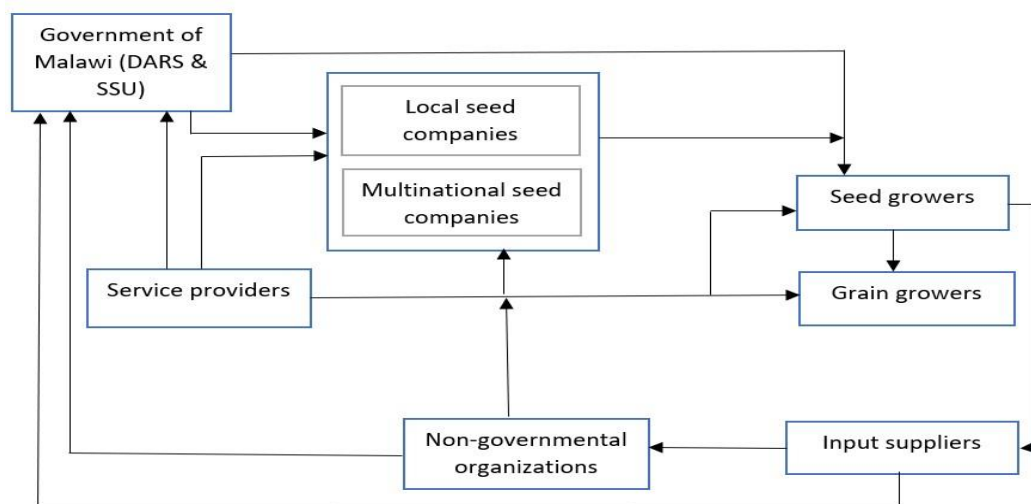 Government of
Malawi (DARS &
SSU)
Local seed
companies
Multinational seed
companies
Seed growers
Service providers
Grain growers
Non-governmental
organizations
Input suppliers